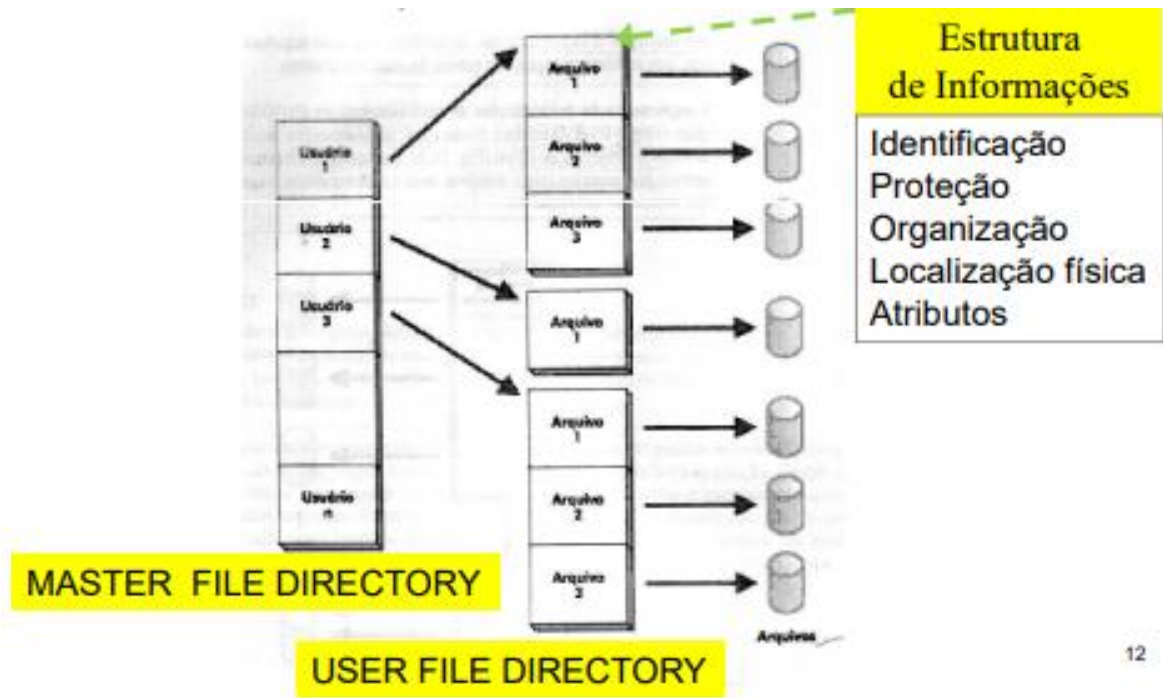 Estrutura
de Informações
Identificação
Proteção
Organização
Localização física
Atributos
Usuário
1
Usuário
2
Usuário
3
Usuário
n
MASTER FILE DIRECTORY
Arquivo
1
Arquivo
2
Arquivo
3
Arquivo
1
Arquivo
1
Arquivo
2
Arquivo
3
USER FILE DIRECTORY
Arquivos
12